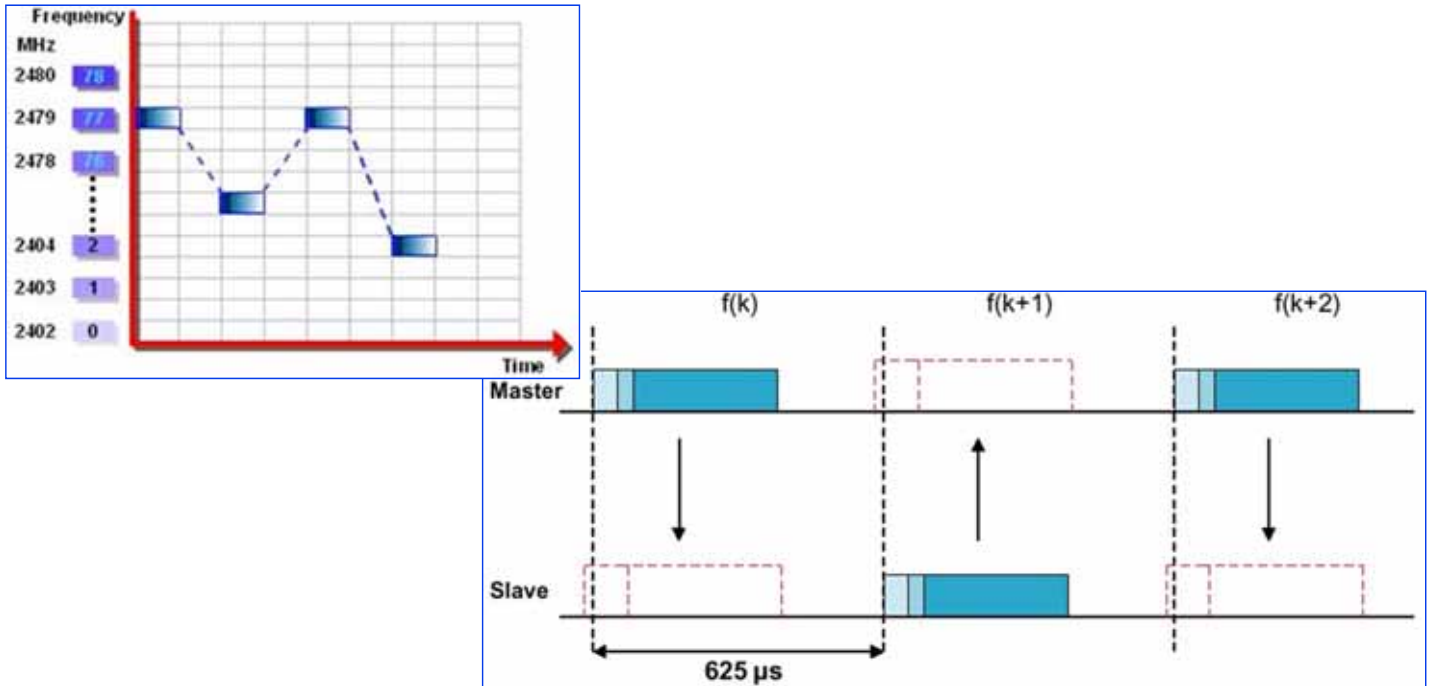 Frequency
MHz
2480 78
2479 77
2478 76
2404 2
2403 1
2402 0
Time
f(k) f(k+1) f(k+2)
Master
Slave
625 µs